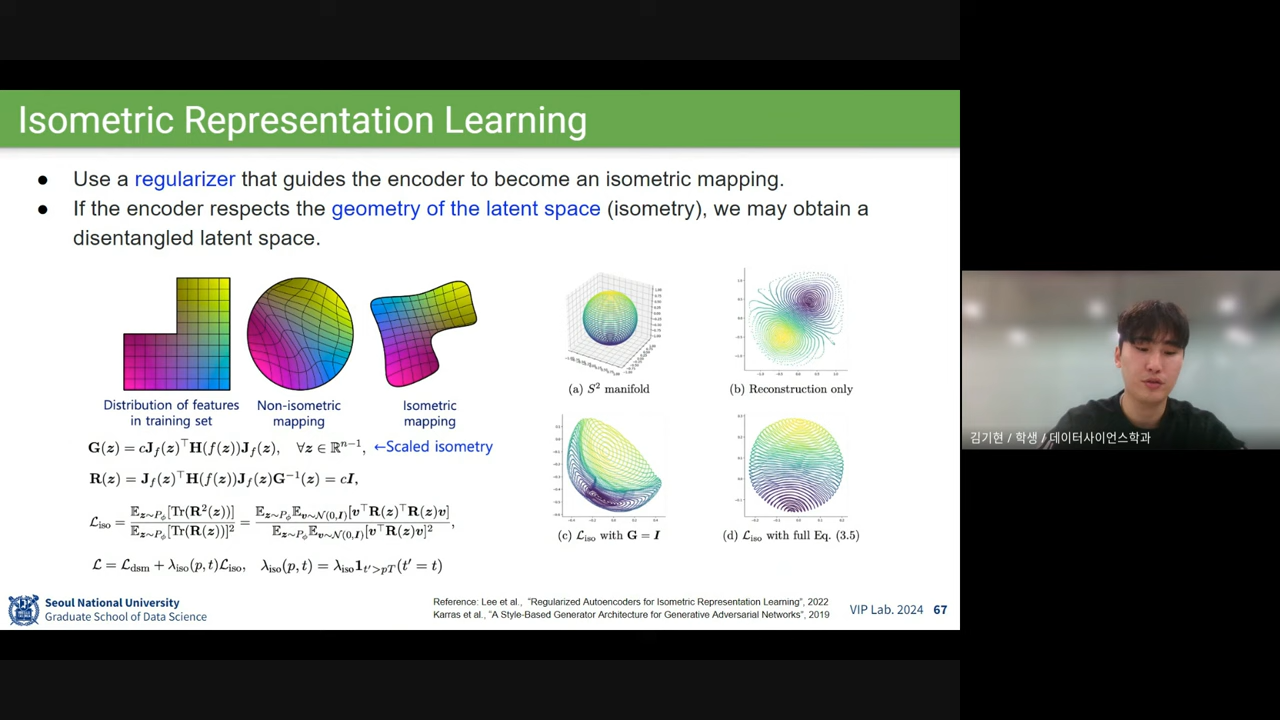 Isometric Representation Learning
● Use a regularizer that guides the encoder to become an isometric mapping.
● If the encoder respects the geometry of the latent space (isometry), we may obtain a
disentangled latent space.
Distribution of features
in training set
Non-isometric
mapping
Isometric
mapping
(a) S² manifold
(b) Reconstruction only
G(z) = cJ_f(z)^⊤H(f(z))J_f(z), ∀z ∈ ℝ^{n−1}, ←Scaled isometry
R(z) = J_f(z)^⊤H(f(z))J_f(z)G^{−1}(z) = cI,
ℒ_iso = 𝔼_{z∼P_ϕ}[Tr(R²(z))] / 𝔼_{z∼P_ϕ}[Tr(R(z))]² = 𝔼_{z∼P_ϕ}𝔼_{v∼𝒩(0,I)}[v^⊤R(z)^⊤R(z)v] / 𝔼_{z∼P_ϕ}𝔼_{v∼𝒩(0,I)}[v^⊤R(z)v]²,
ℒ = ℒ_dsm + λ_iso(p, t)ℒ_iso, λ_iso(p, t) = λ_iso 1_{t'>pT}(t' = t)
(c) ℒ_iso with G = I
(d) ℒ_iso with full Eq. (3.5)
Seoul National University
Graduate School of Data Science
Reference: Lee et al., "Regularized Autoencoders for Isometric Representation Learning", 2022
Karras et al., "A Style-Based Generator Architecture for Generative Adversarial Networks", 2019
VIP Lab. 2024 67
김기현 / 학생 / 데이터사이언스학과